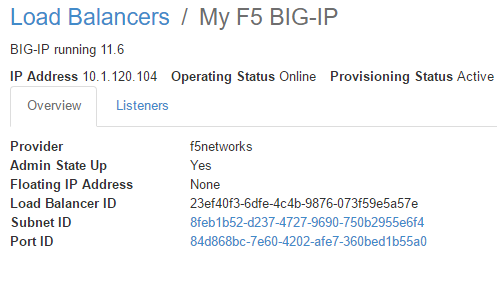 Load Balancers / My F5 BIG-IP
BIG-IP running 11.6
IP Address 10.1.120.104 Operating Status Online Provisioning Status Active
Overview Listeners
Provider f5networks
Admin State Up Yes
Floating IP Address None
Load Balancer ID 23ef40f3-6dfe-4c4b-9876-073f59e5a57e
Subnet ID 8feb1b52-d237-4727-9690-750b2955e6f4
Port ID 84d868bc-7e60-4202-afe7-360bed1b55a0